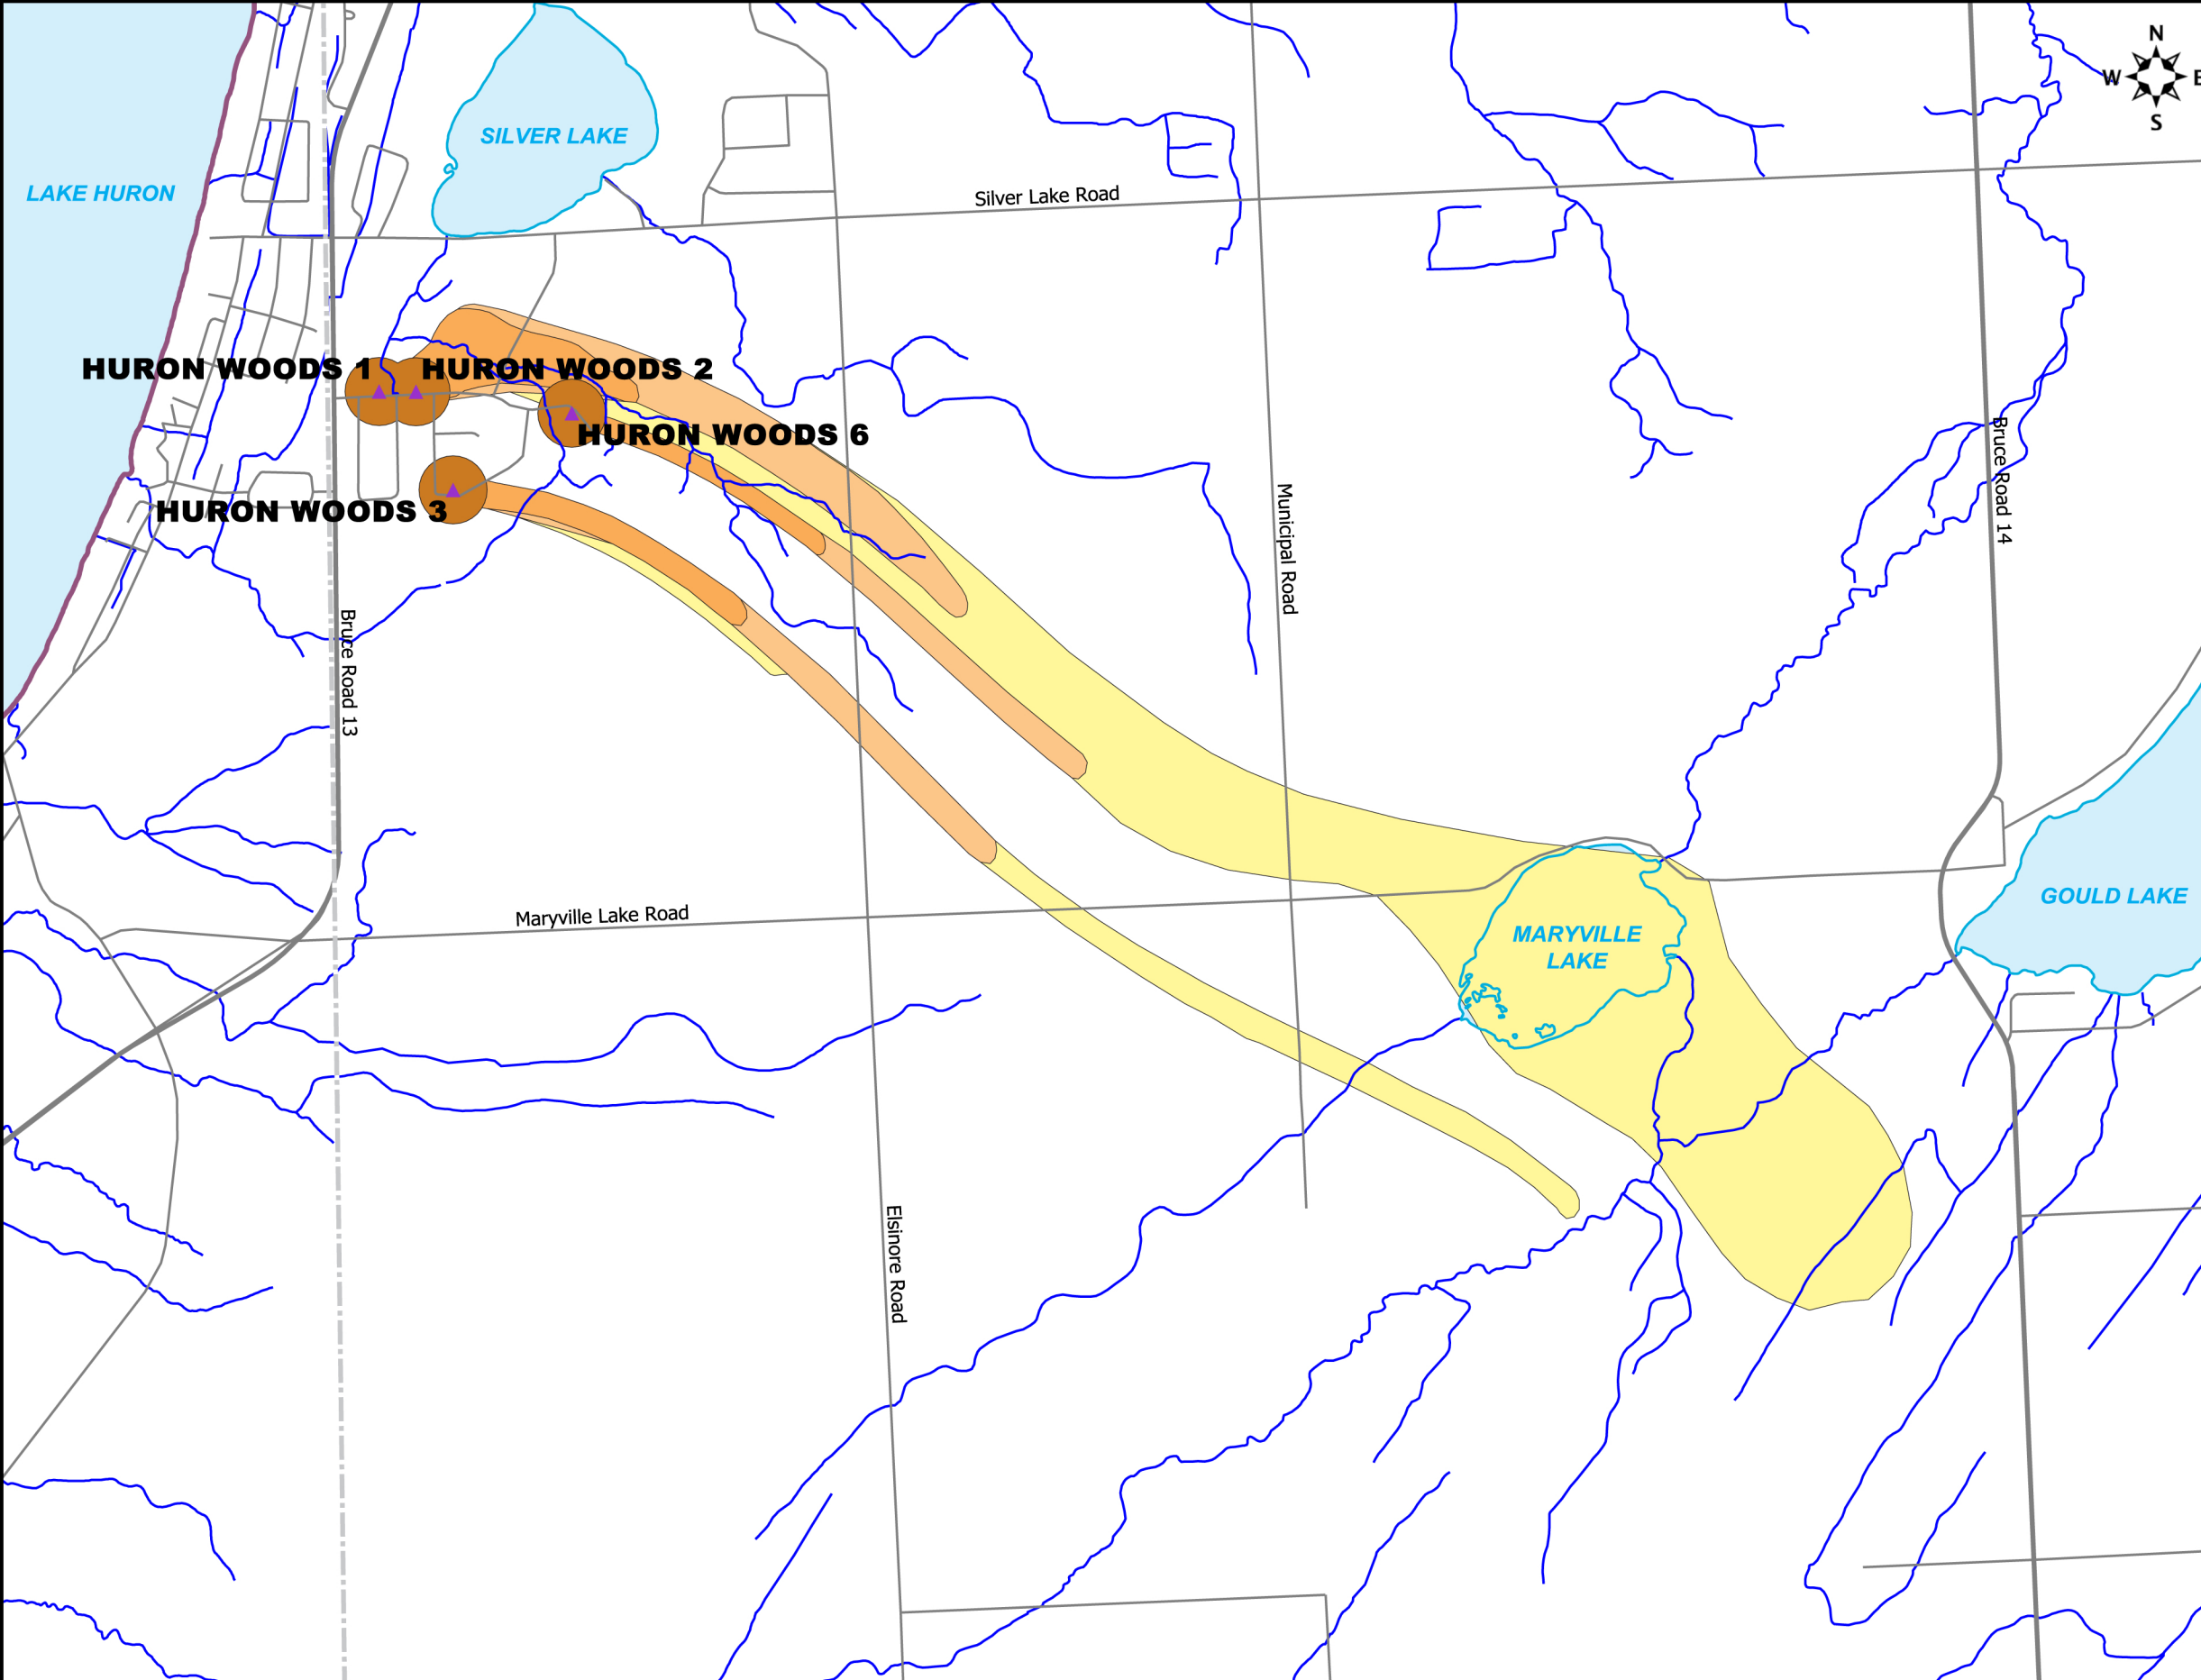 N
W
E
S
SILVER LAKE
LAKE HURON
Silver Lake Road
HURON WOODS 1
HURON WOODS 2
HURON WOODS 6
HURON WOODS 3
Bruce Road 14
Municipal Road
Bruce Road 13
GOULD LAKE
Maryville Lake Road
MARYVILLE
LAKE
Elsinore Road